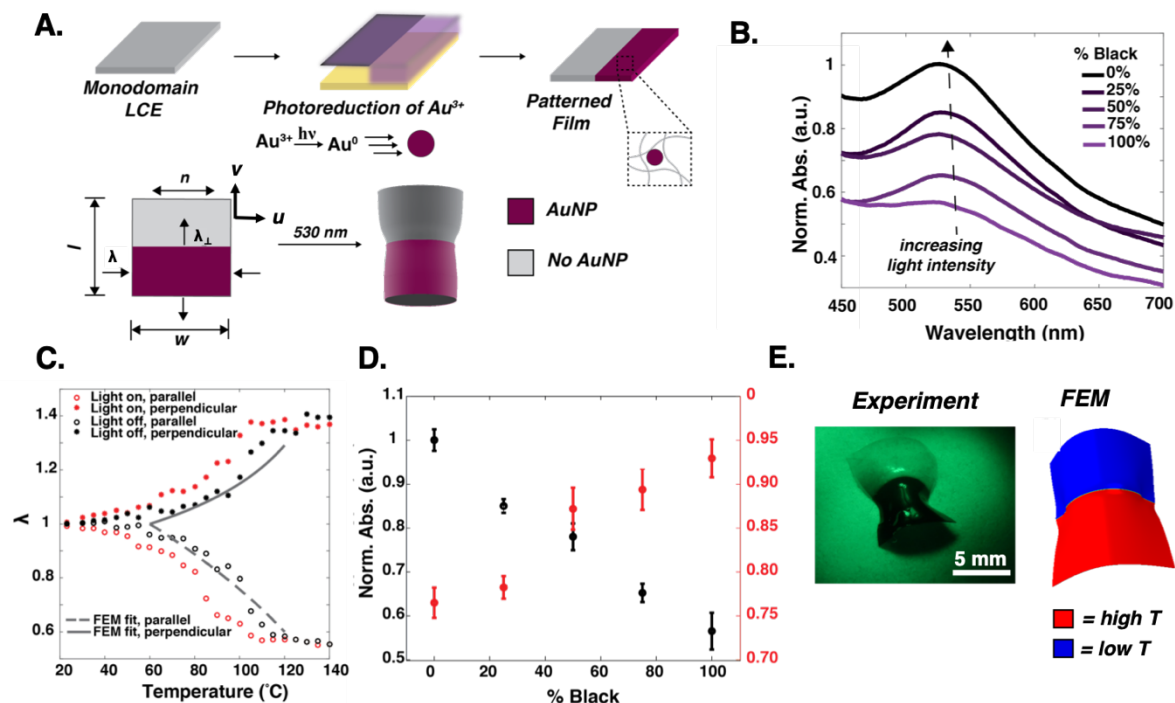 A.
Monodomain
LCE
Photoreduction of Au³⁺
Patterned
Film
Au³⁺ hν Au⁰
n
v
u
l
λ⊥
λ
w
530 nm
AuNP
No AuNP
B.
% Black
0%
25%
50%
75%
100%
increasing
light intensity
Norm. Abs. (a.u.)
1
0.8
0.6
0.4
450 500 550 600 650 700
Wavelength (nm)
C.
Light on, parallel
Light on, perpendicular
Light off, parallel
Light off, perpendicular
FEM fit, parallel
FEM fit, perpendicular
λ
1.4
1.2
1
0.8
0.6
20 40 60 80 100 120 140
Temperature (˚C)
D.
Norm. Abs. (a.u.)
1.1
1
0.9
0.8
0.7
0.6
0.5
0
0.95
0.90
0.85
0.80
0.75
0.70
0 20 40 60 80 100
% Black
E.
Experiment
FEM
5 mm
= high T
= low T